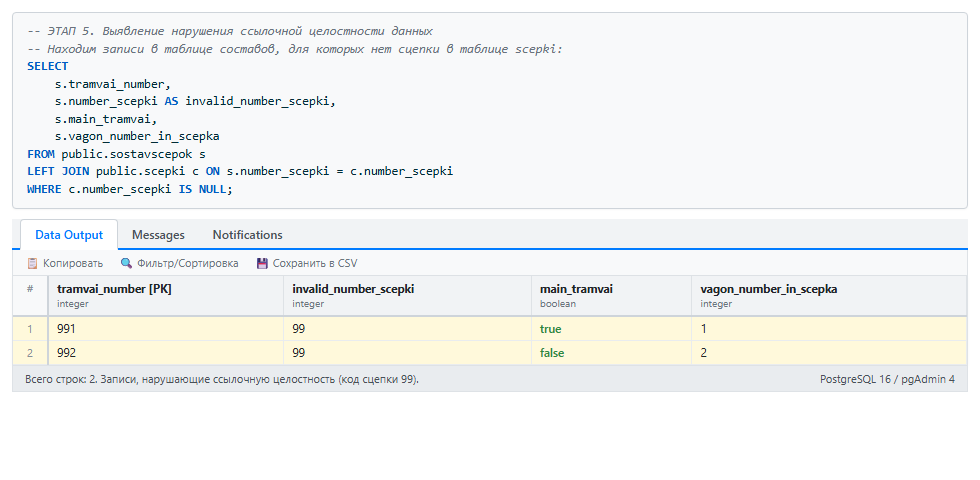 -- ЭТАП 5. Выявление нарушения ссылочной целостности данных
-- Находим записи в таблице составов, для которых нет сцепки в таблице scepki:
SELECT
    s.tramvai_number,
    s.number_scepki AS invalid_number_scepki,
    s.main_tramvai,
    s.vagon_number_in_scepka
FROM public.sostavscepok s
LEFT JOIN public.scepki c ON s.number_scepki = c.number_scepki
WHERE c.number_scepki IS NULL;
Data Output Messages Notifications
Копировать Фильтр/Сортировка Сохранить в CSV
# tramvai_number [PK] invalid_number_scepki main_tramvai vagon_number_in_scepka
integer integer boolean integer
1 991 99 true 1
2 992 99 false 2
Всего строк: 2. Записи, нарушающие ссылочную целостность (код сцепки 99). PostgreSQL 16 / pgAdmin 4